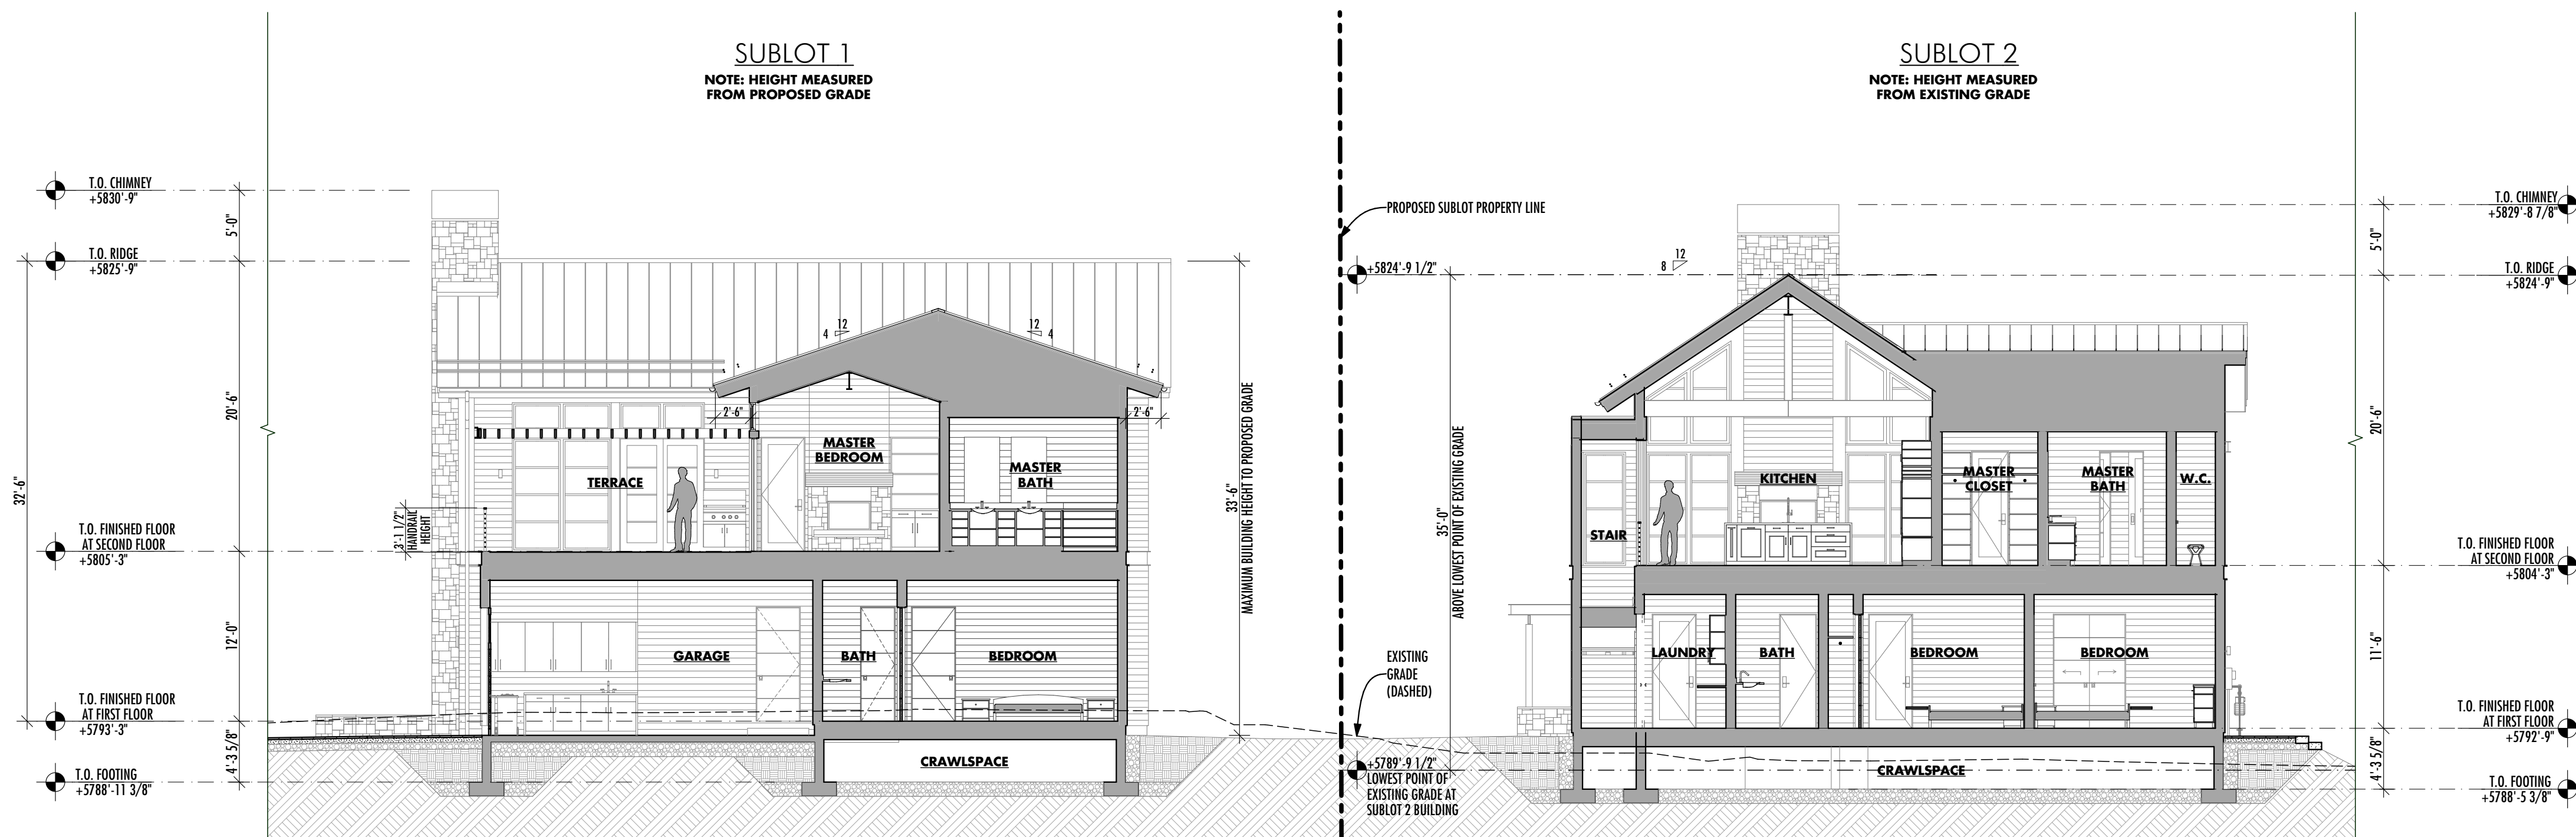 SUBLOT 1
NOTE: HEIGHT MEASURED
FROM PROPOSED GRADE
T.O. CHIMNEY
+5830'-9"
5'-0"
T.O. RIDGE
+5825'-9"
20'-6"
32'-6"
3'-1 1/2"
HANDRAIL
HEIGHT
T.O. FINISHED FLOOR
AT SECOND FLOOR
+5805'-3"
12'-0"
T.O. FINISHED FLOOR
AT FIRST FLOOR
+5793'-3"
4'-3 5/8"
T.O. FOOTING
+5788'-11 3/8"
12
4
12
4
2'-6"
2'-6"
TERRACE
MASTER
BEDROOM
MASTER
BATH
GARAGE
BATH
BEDROOM
CRAWLSPACE
33'-6"
MAXIMUM BUILDING HEIGHT TO PROPOSED GRADE
PROPOSED SUBLOT PROPERTY LINE
+5824'-9 1/2"
35'-0"
ABOVE LOWEST POINT OF EXISTING GRADE
EXISTING
GRADE
(DASHED)
+5789'-9 1/2"
LOWEST POINT OF
EXISTING GRADE AT
SUBLOT 2 BUILDING
SUBLOT 2
NOTE: HEIGHT MEASURED
FROM EXISTING GRADE
12
8
STAIR
KITCHEN
MASTER
CLOSET
MASTER
BATH
W.C.
LAUNDRY
BATH
BEDROOM
BEDROOM
CRAWLSPACE
T.O. CHIMNEY
+5829'-8 7/8"
5'-0"
T.O. RIDGE
+5824'-9"
20'-6"
T.O. FINISHED FLOOR
AT SECOND FLOOR
+5804'-3"
11'-6"
T.O. FINISHED FLOOR
AT FIRST FLOOR
+5792'-9"
4'-3 5/8"
T.O. FOOTING
+5788'-5 3/8"